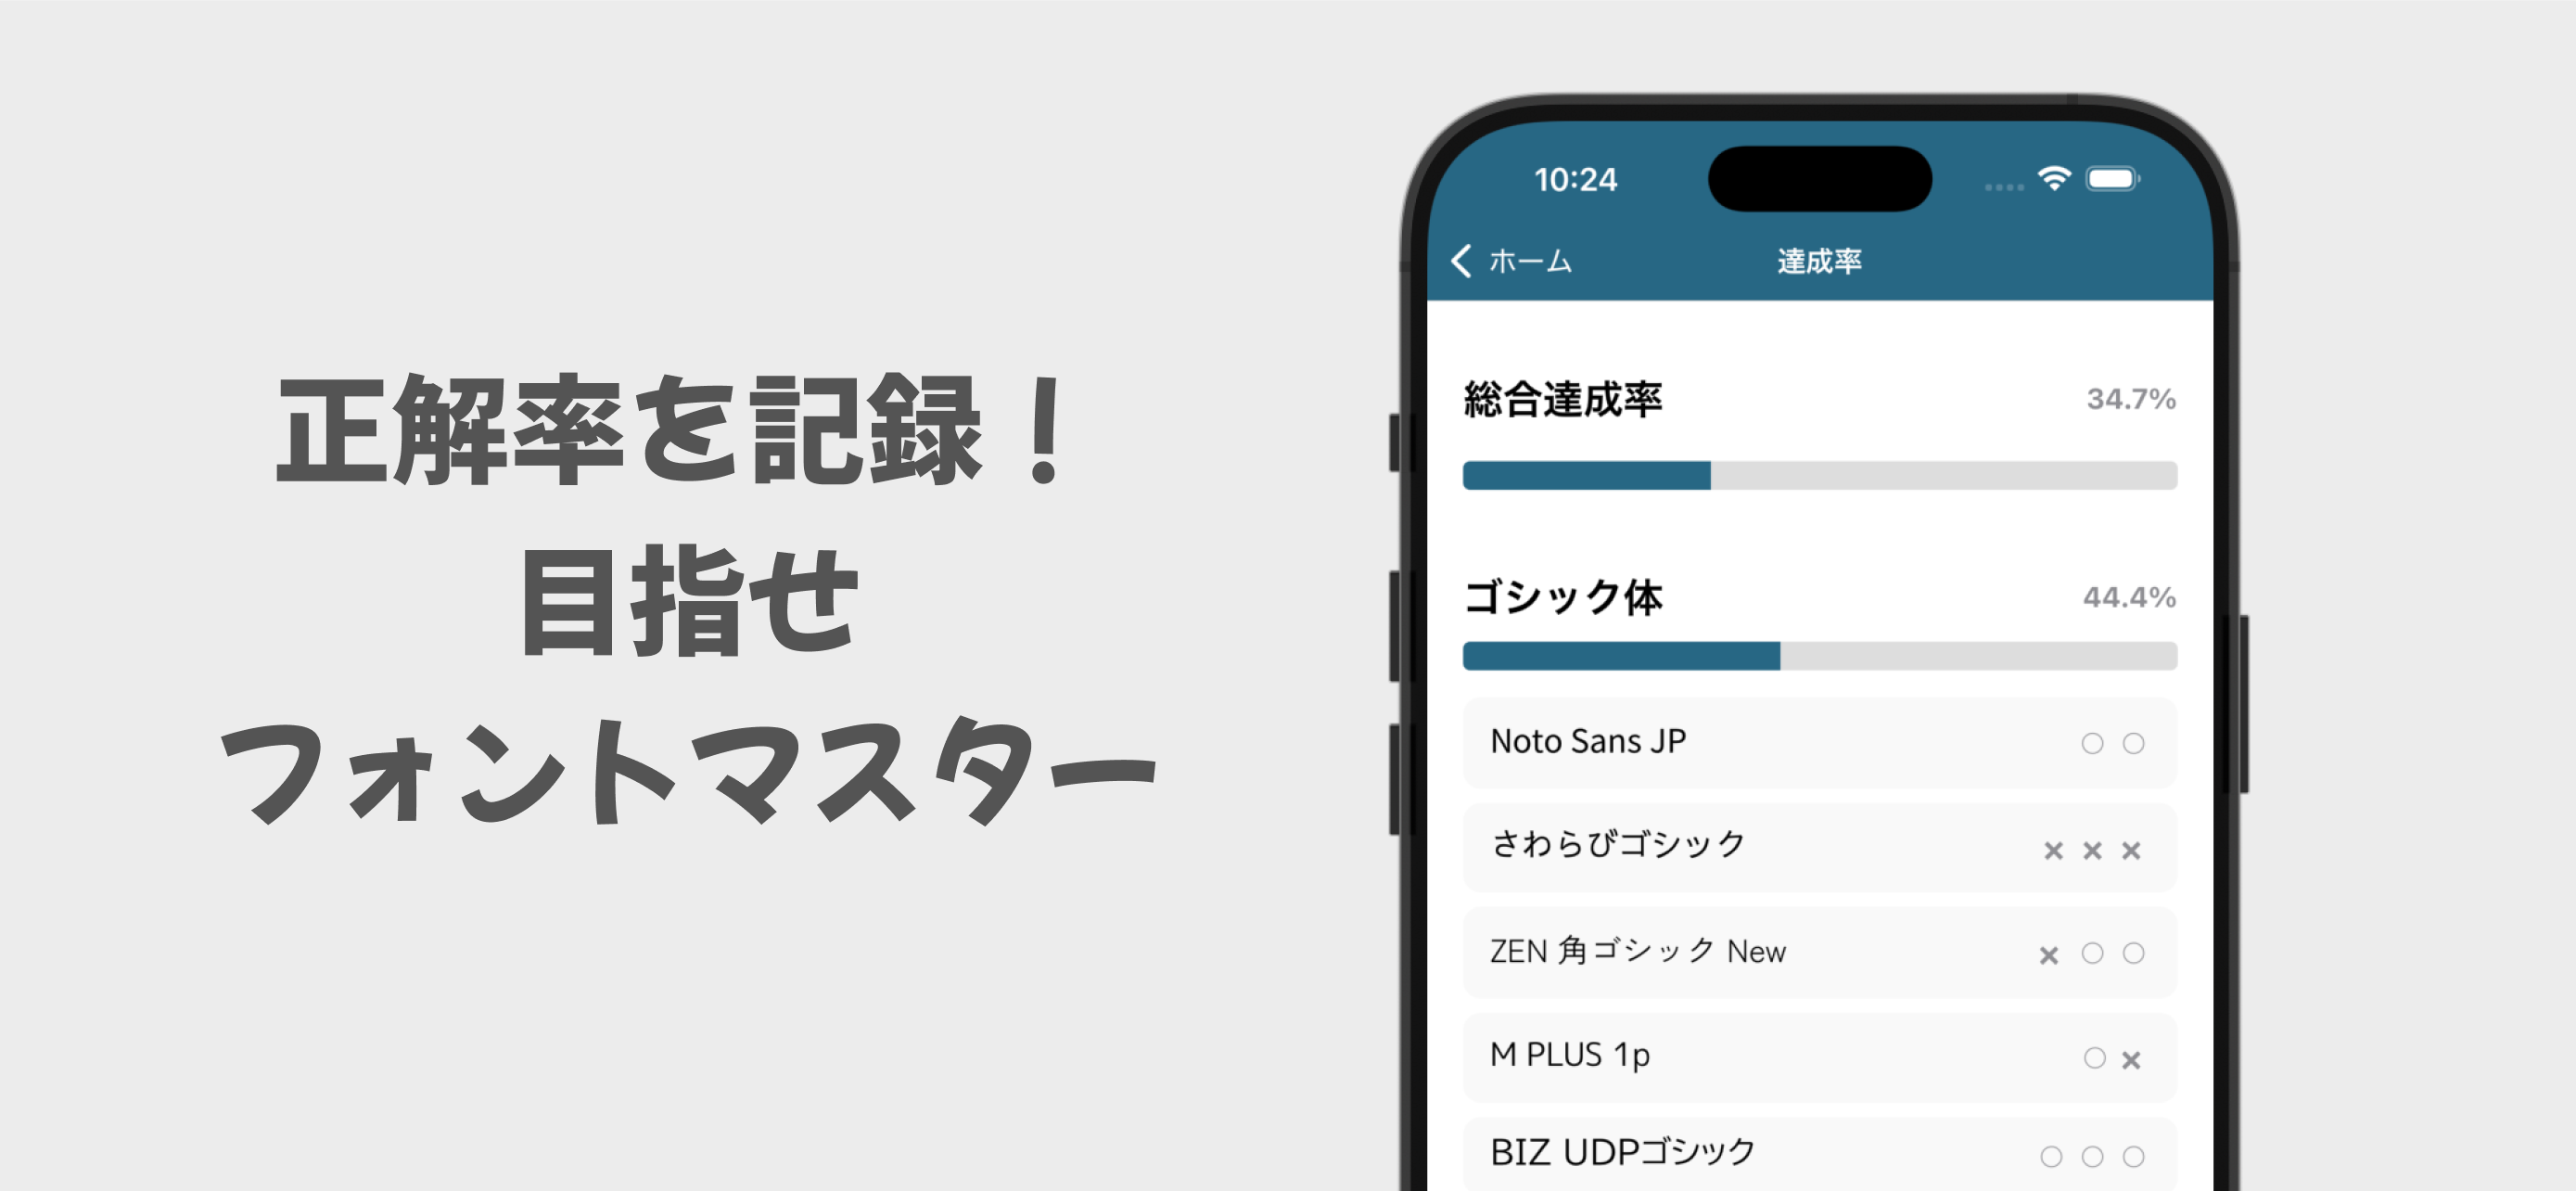 正解率を記録！
目指せ
フォントマスター
10:24
ホーム
達成率
総合達成率
34.7%
ゴシック体
44.4%
Noto Sans JP ○ ○
さわらびゴシック × × ×
ZEN 角ゴシック New × ○ ○
M PLUS 1p ○ ×
BIZ UDPゴシック ○ ○ ○